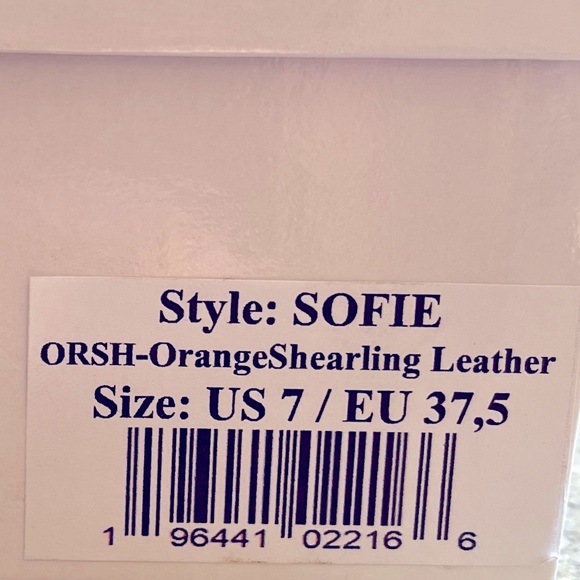 Style: SOFIE
ORSH-OrangeShearling Leather
Size: US 7 / EU 37,5
1 96441 02216 6